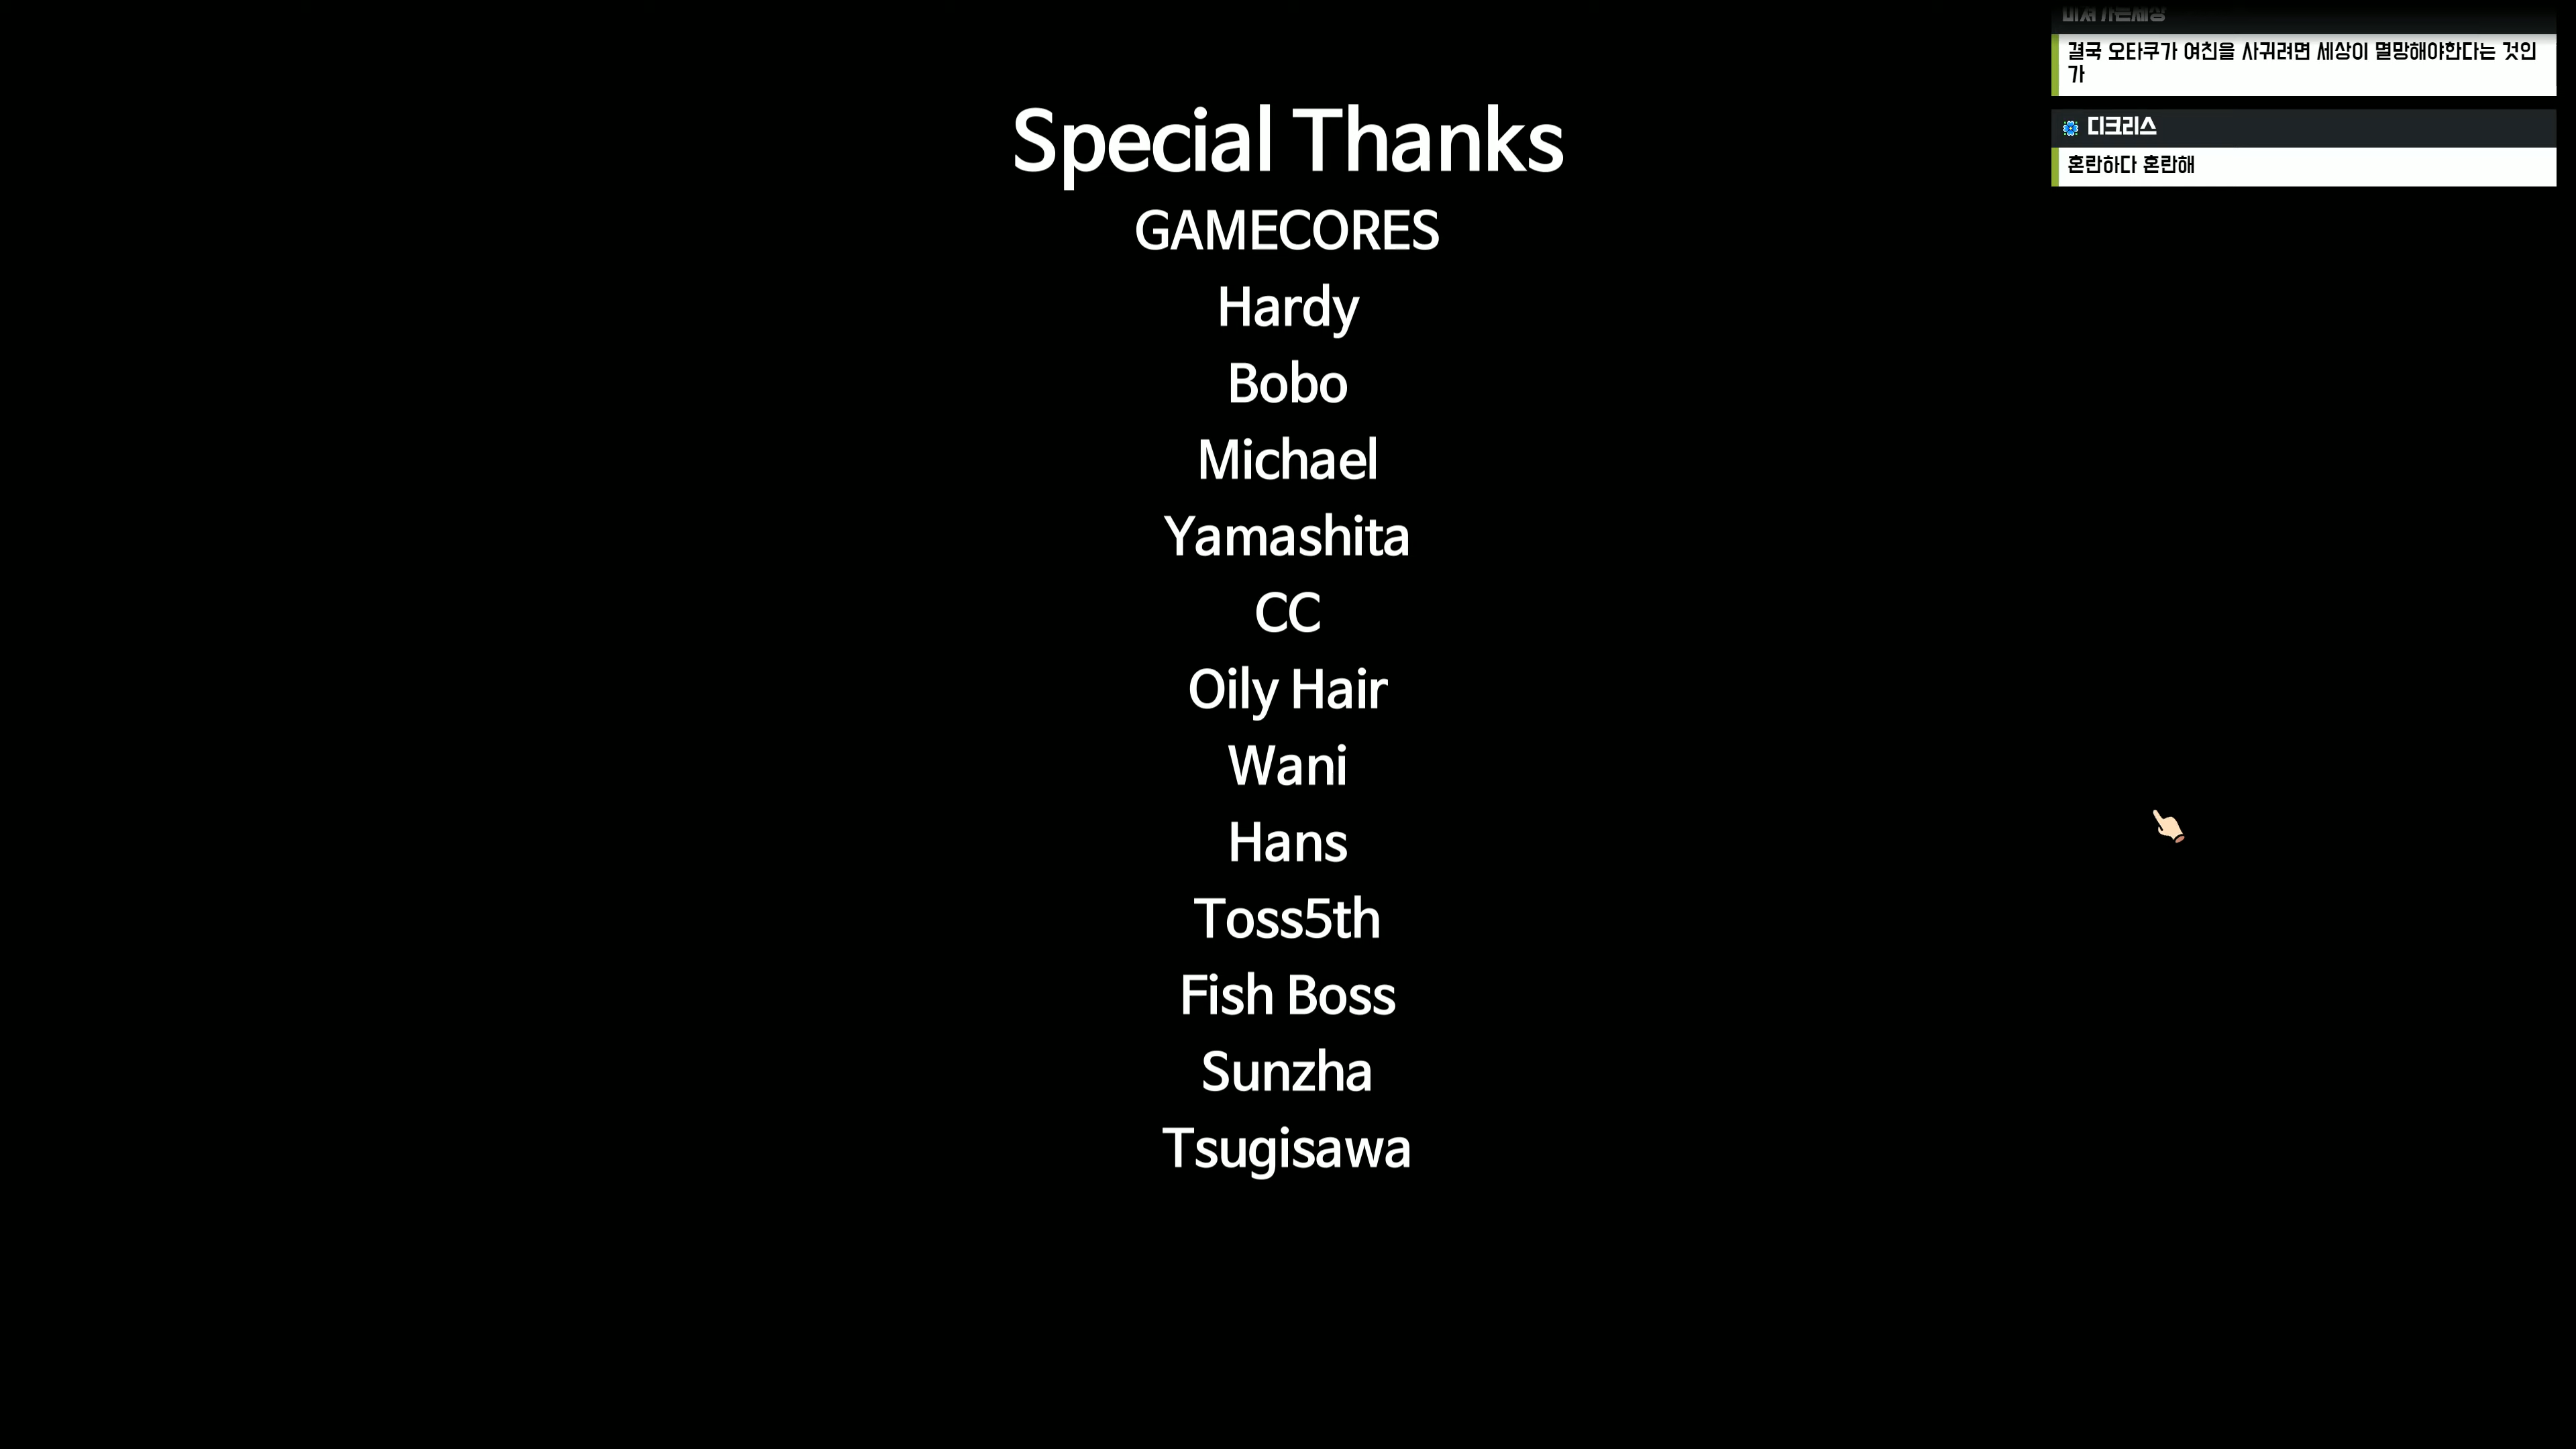 Special Thanks
GAMECORES
Hardy
Bobo
Michael
Yamashita
CC
Oily Hair
Wani
Hans
Toss5th
Fish Boss
Sunzha
Tsugisawa
결국 오타쿠가 여친을 사귀려면 세상이 멸망해야한다는 것인
가
디크리스
혼란하다 혼란해